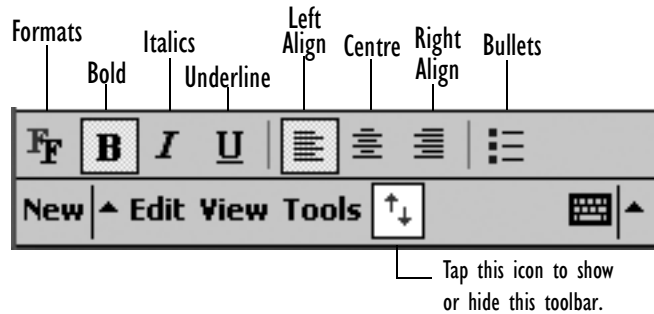 Formats
Bold
Italics
Underline
Left
Align
Centre
Right
Align
Bullets
FF B I U
New Edit View Tools
Tap this icon to show
or hide this toolbar.